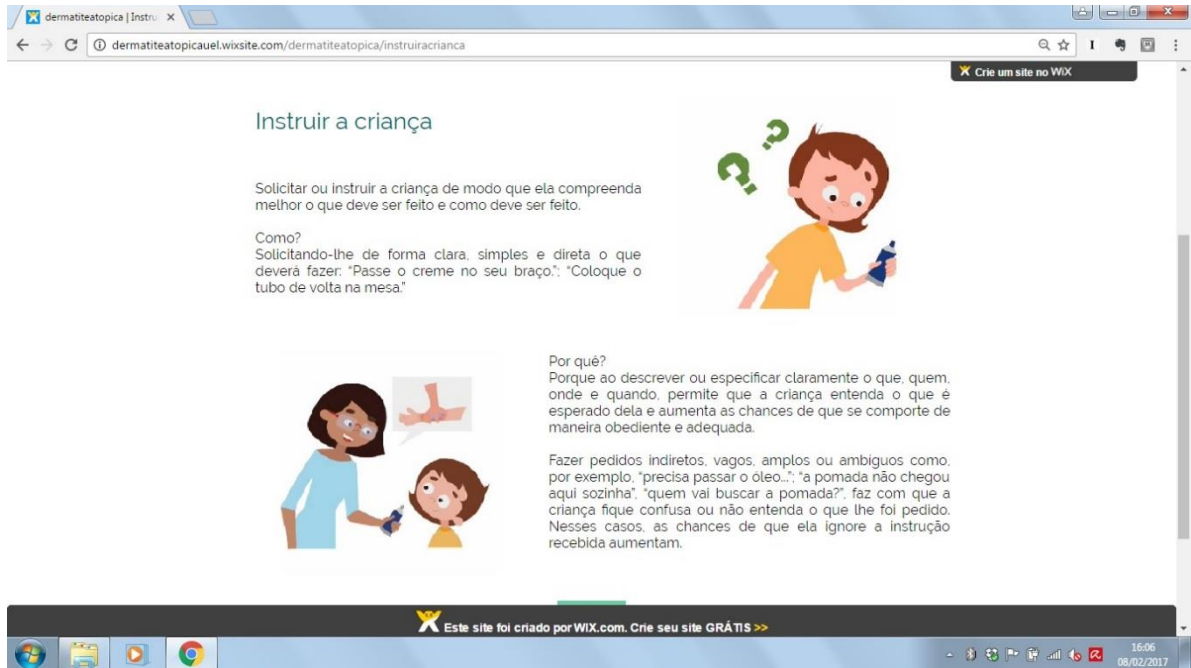 dermatiteatopica | Instru
dermatiteatopicauel.wixsite.com/dermatiteatopica/instruiracrianca
Crie um site no WiX
Instruir a criança
Solicitar ou instruir a criança de modo que ela compreenda
melhor o que deve ser feito e como deve ser feito.
Como?
Solicitando-lhe de forma clara, simples e direta o que
deverá fazer: “Passe o creme no seu braço.”; “Coloque o
tubo de volta na mesa.”
Por quê?
Porque ao descrever ou especificar claramente o que, quem,
onde e quando, permite que a criança entenda o que é
esperado dela e aumenta as chances de que se comporte de
maneira obediente e adequada.
Fazer pedidos indiretos, vagos, amplos ou ambíguos como,
por exemplo, “precisa passar o óleo...”; “a pomada não chegou
aqui sozinha”, “quem vai buscar a pomada?”, faz com que a
criança fique confusa ou não entenda o que lhe foi pedido.
Nesses casos, as chances de que ela ignore a instrução
recebida aumentam.
Este site foi criado por WIX.com. Crie seu site GRÁTIS >>
16:06
08/02/2017